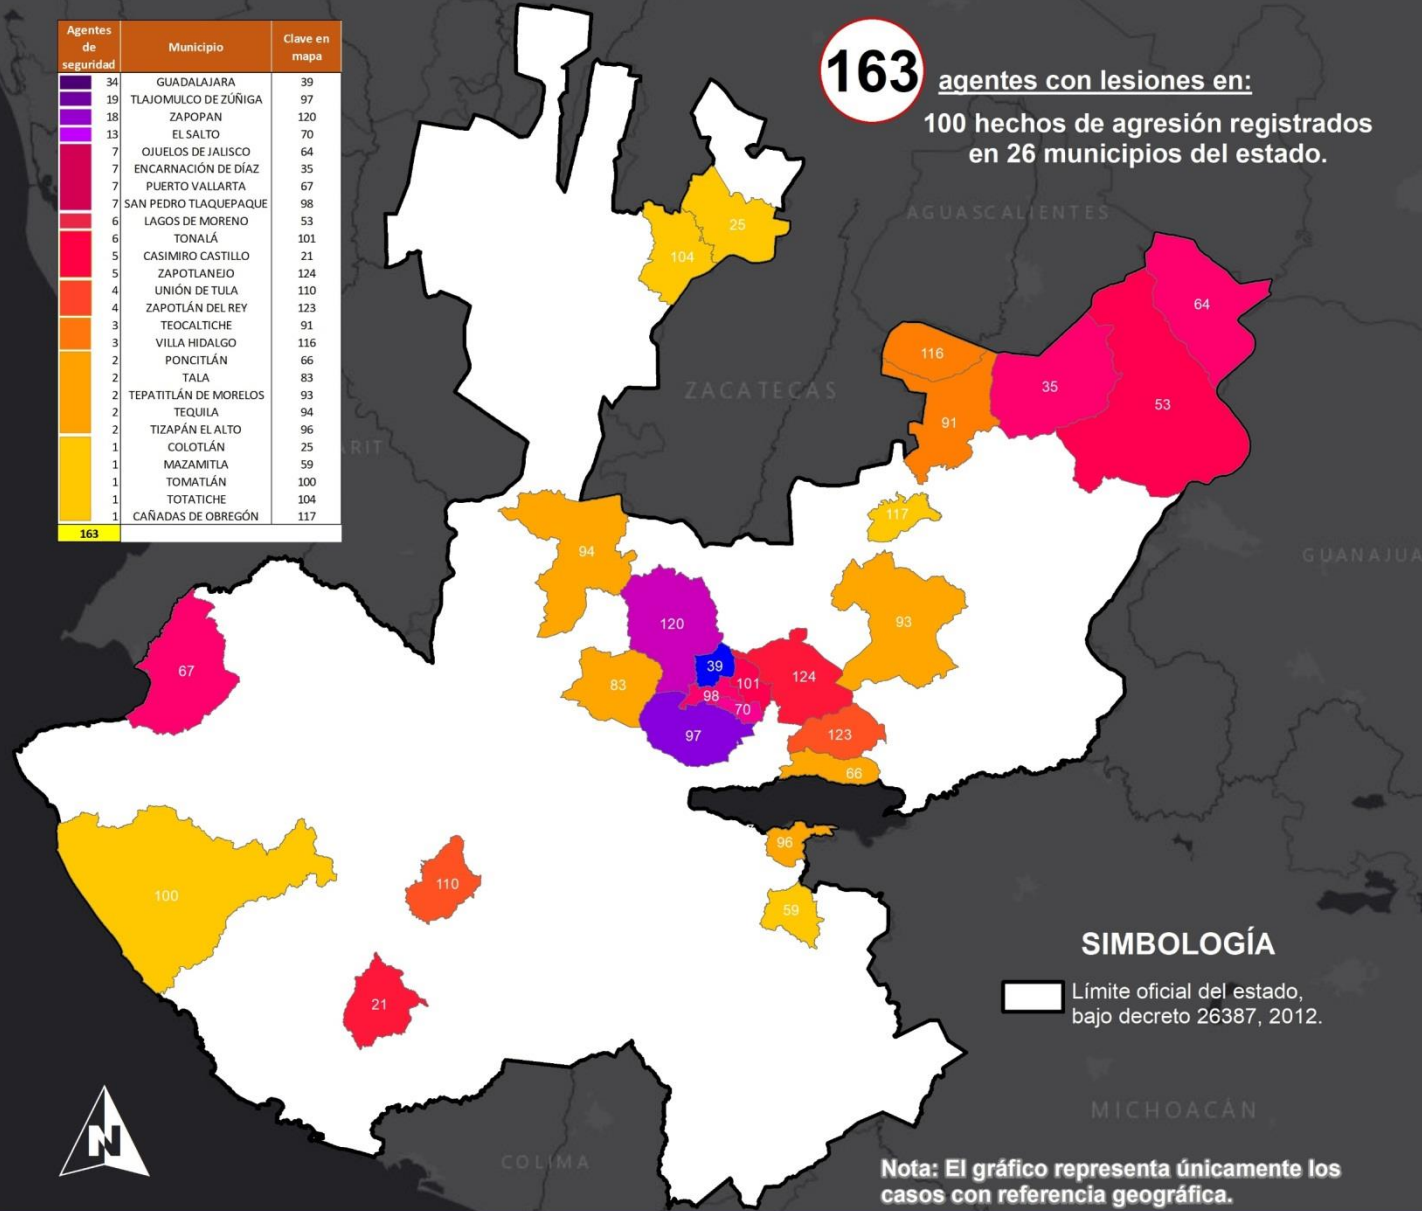 Agentes de seguridad Municipio Clave en mapa
34 GUADALAJARA 39
19 TLAJOMULCO DE ZÚÑIGA 97
18 ZAPOPAN 120
13 EL SALTO 70
7 OJUELOS DE JALISCO 64
7 ENCARNACIÓN DE DÍAZ 35
7 PUERTO VALLARTA 67
7 SAN PEDRO TLAQUEPAQUE 98
6 LAGOS DE MORENO 53
6 TONALÁ 101
5 CASIMIRO CASTILLO 21
5 ZAPOTLANEJO 124
4 UNIÓN DE TULA 110
4 ZAPOTLÁN DEL REY 123
3 TEOCALTICHE 91
3 VILLA HIDALGO 116
2 PONCITLÁN 66
2 TALA 83
2 TEPATITLÁN DE MORELOS 93
2 TEQUILA 94
2 TIZAPÁN EL ALTO 96
1 COLOTLÁN 25
1 MAZAMITLA 59
1 TOMATLÁN 100
1 TOTATICHE 104
1 CAÑADAS DE OBREGÓN 117
163
163 agentes con lesiones en:
100 hechos de agresión registrados
en 26 municipios del estado.
AGUASCALIENTES
25
104
64
116
35
ZACATECAS
53
91
ARIT
117
94
GUANAJUA
120
93
39
67
124
83
101
98
70
97
123
66
96
110
100
59
21
SIMBOLOGÍA
Límite oficial del estado,
bajo decreto 26387, 2012.
N
MICHOACÁN
COLIMA
Nota: El gráfico representa únicamente los
casos con referencia geográfica.